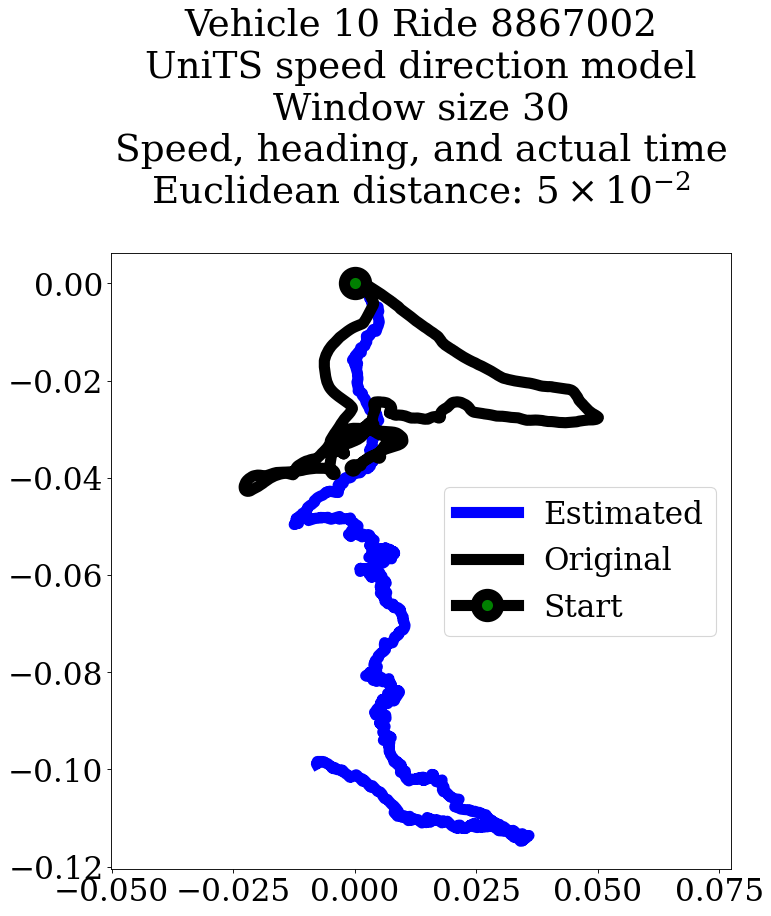 Vehicle 10 Ride 8867002
UniTS speed direction model
Window size 30
Speed, heading, and actual time
Euclidean distance: 5 × 10⁻²
0.00
−0.02
−0.04
−0.06
−0.08
−0.10
−0.12
Estimated
Original
Start
−0.050 −0.025 0.000 0.025 0.050 0.075